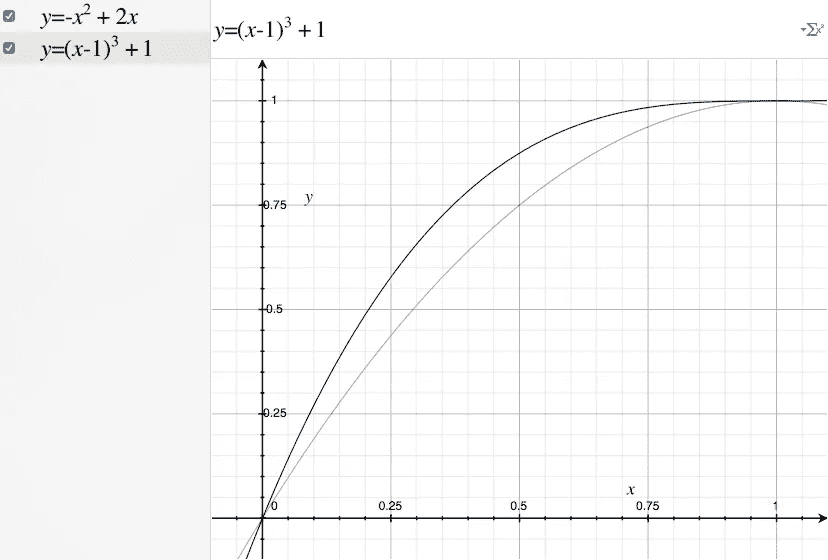 y=-x² + 2x
y=(x-1)³ + 1
y=(x-1)³ + 1
Σx²
1
y
0.75
0.5
0.25
x
0 0.25 0.5 0.75 1